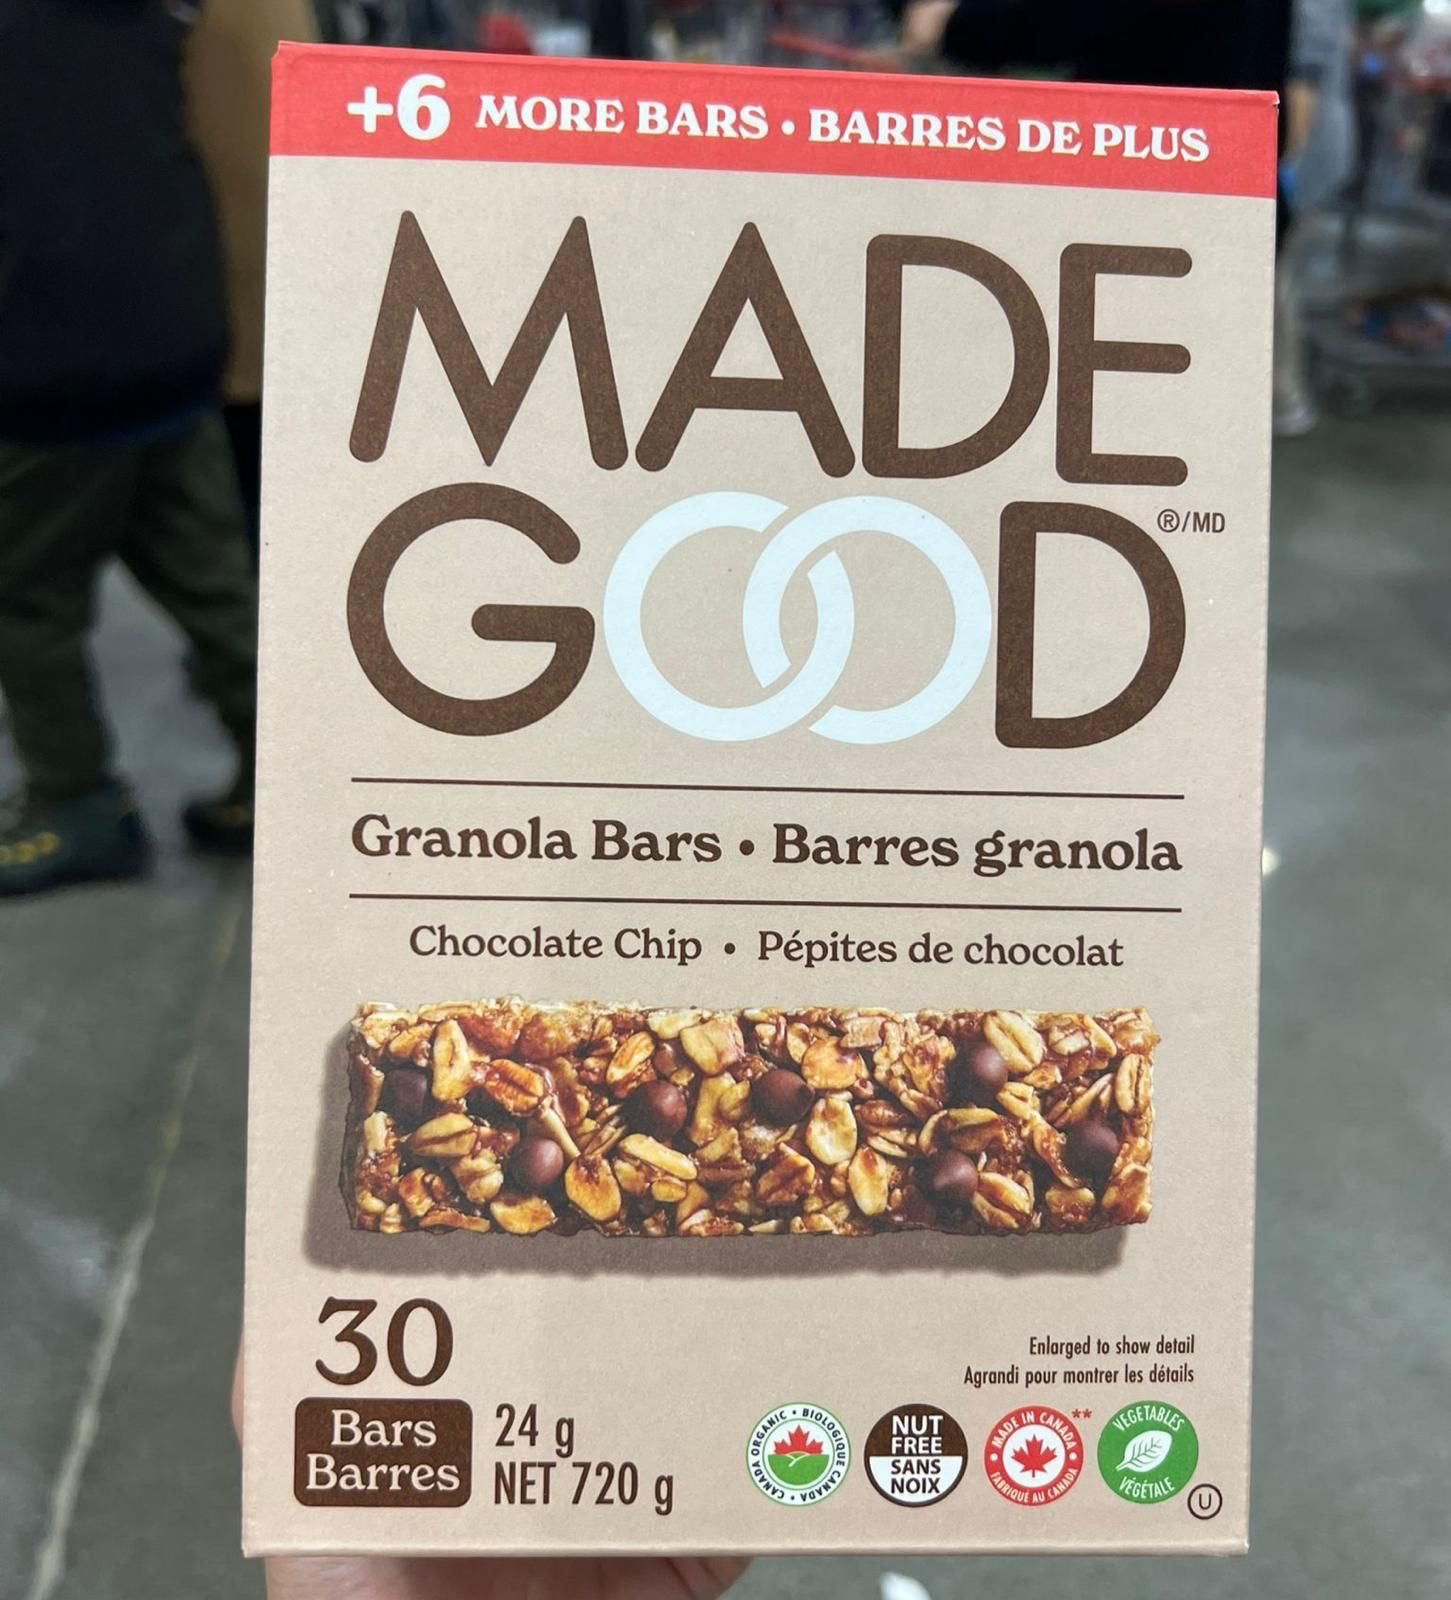 +6 MORE BARS • BARRES DE PLUS
MADE
GOOD ®/MD
Granola Bars • Barres granola
Chocolate Chip • Pépites de chocolat
30
Bars
Barres
24 g
NET 720 g
Enlarged to show detail
Agrandi pour montrer les détails
CANADA ORGANIC • BIOLOGIQUE CANADA •
NUT
FREE
SANS
NOIX
MADE IN CANADA • FABRIQUÉ AU CANADA • **
VEGETABLES
VÉGÉTALE
U